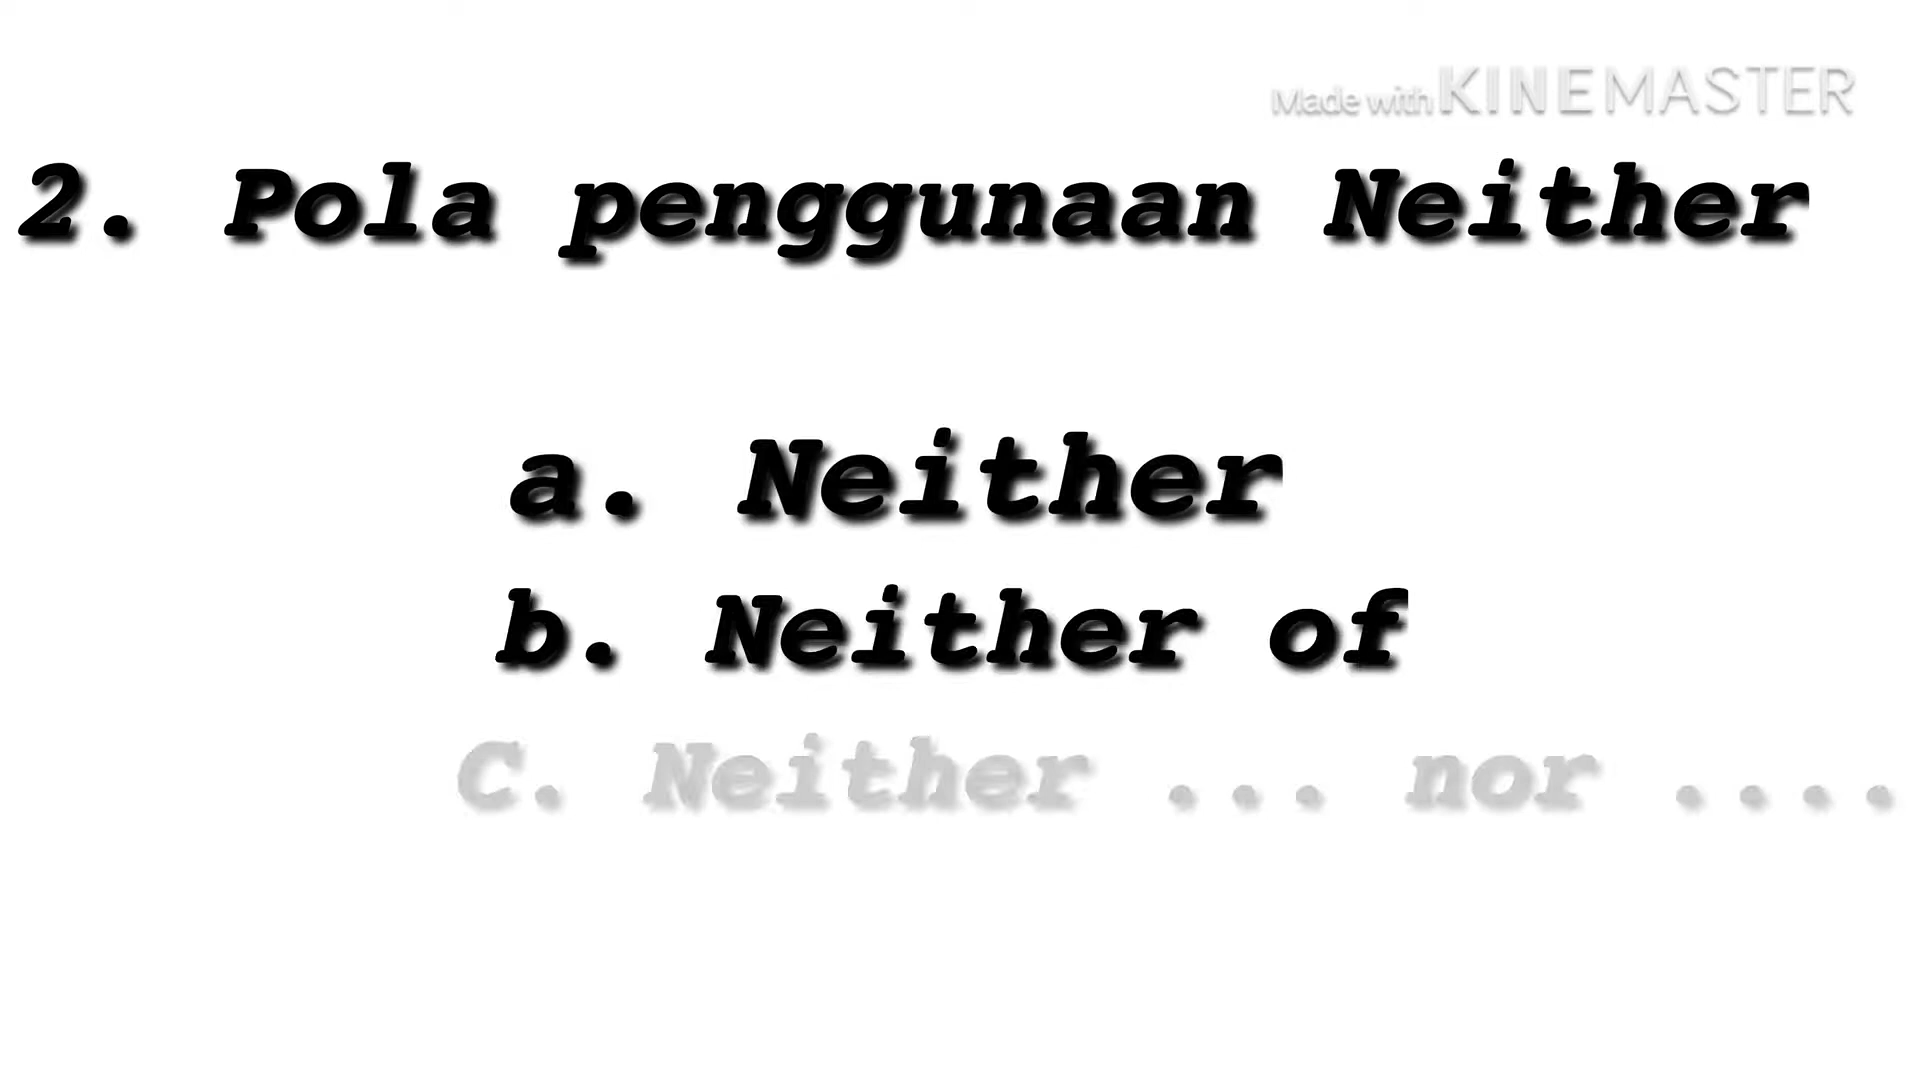 Made with KINEMASTER
2. Pola penggunaan Neither
a. Neither
b. Neither of
C. Neither ... nor ....